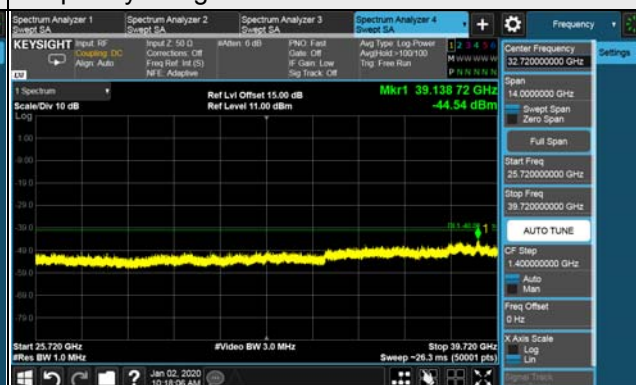 Spectrum Analyzer 1
Swept SA
Spectrum Analyzer 2
Swept SA
Spectrum Analyzer 3
Swept SA
Spectrum Analyzer 4
Swept SA
Frequency
KEYSIGHT
Input: RF
Coupling: DC
Align: Auto
Input Z: 50 Ω
Corrections: Off
Freq Ref: Int (S)
NFE: Adaptive
#Atten: 6 dB
PNO: Fast
Gate: Off
IF Gain: Low
Sig Track: Off
Avg Type: Log-Power
Avg|Hold:>100/100
Trig: Free Run
1 2 3 4 5 6
M W W W W W
P N N N N N
LXI
1 Spectrum
Scale/Div 10 dB
Log
Ref Lvl Offset 15.00 dB
Ref Level 11.00 dBm
Mkr1 39.138 72 GHz
-44.54 dBm
1.00
-9.00
-19.0
-29.0
-39.0
-49.0
-59.0
-69.0
-79.0
1
Start 25.720 GHz
#Res BW 1.0 MHz
#Video BW 3.0 MHz
Stop 39.720 GHz
Sweep ~26.3 ms (50001 pts)
Jan 02, 2020
10:18:06 AM
Center Frequency
32.720000000 GHz
Settings
Span
14.0000000 GHz
Swept Span
Zero Span
Full Span
Start Freq
25.720000000 GHz
Stop Freq
39.720000000 GHz
AUTO TUNE
CF Step
1.400000000 GHz
Auto
Man
Freq Offset
0 Hz
X Axis Scale
Log
Lin
Signal Track